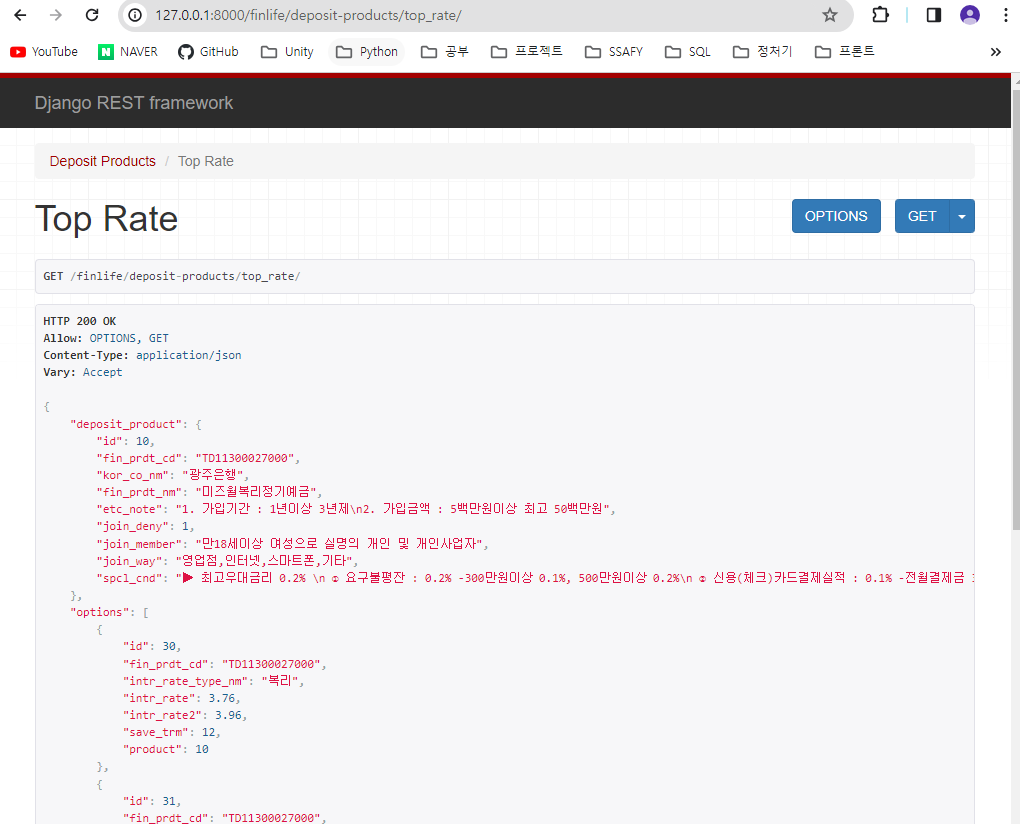 127.0.0.1:8000/finlife/deposit-products/top_rate/
YouTube NAVER GitHub Unity Python 공부 프로젝트 SSAFY SQL 정처기 프론트
Django REST framework
Deposit Products / Top Rate
Top Rate
OPTIONS GET
GET /finlife/deposit-products/top_rate/
HTTP 200 OK
Allow: OPTIONS, GET
Content-Type: application/json
Vary: Accept
{
"deposit_product": {
"id": 10,
"fin_prdt_cd": "TD11300027000",
"kor_co_nm": "광주은행",
"fin_prdt_nm": "미즈월복리정기예금",
"etc_note": "1. 가입기간 : 1년이상 3년제\n2. 가입금액 : 5백만원이상 최고 50백만원",
"join_deny": 1,
"join_member": "만18세이상 여성으로 실명의 개인 및 개인사업자",
"join_way": "영업점,인터넷,스마트폰,기타",
"spcl_cnd": "▶ 최고우대금리 0.2% \n ① 요구불평잔 : 0.2% -300만원이상 0.1%, 500만원이상 0.2%\n ② 신용(체크)카드결제실적 : 0.1% -전월결제금
},
"options": [
{
"id": 30,
"fin_prdt_cd": "TD11300027000",
"intr_rate_type_nm": "복리",
"intr_rate": 3.76,
"intr_rate2": 3.96,
"save_trm": 12,
"product": 10
},
{
"id": 31,
"fin_prdt_cd": "TD11300027000",